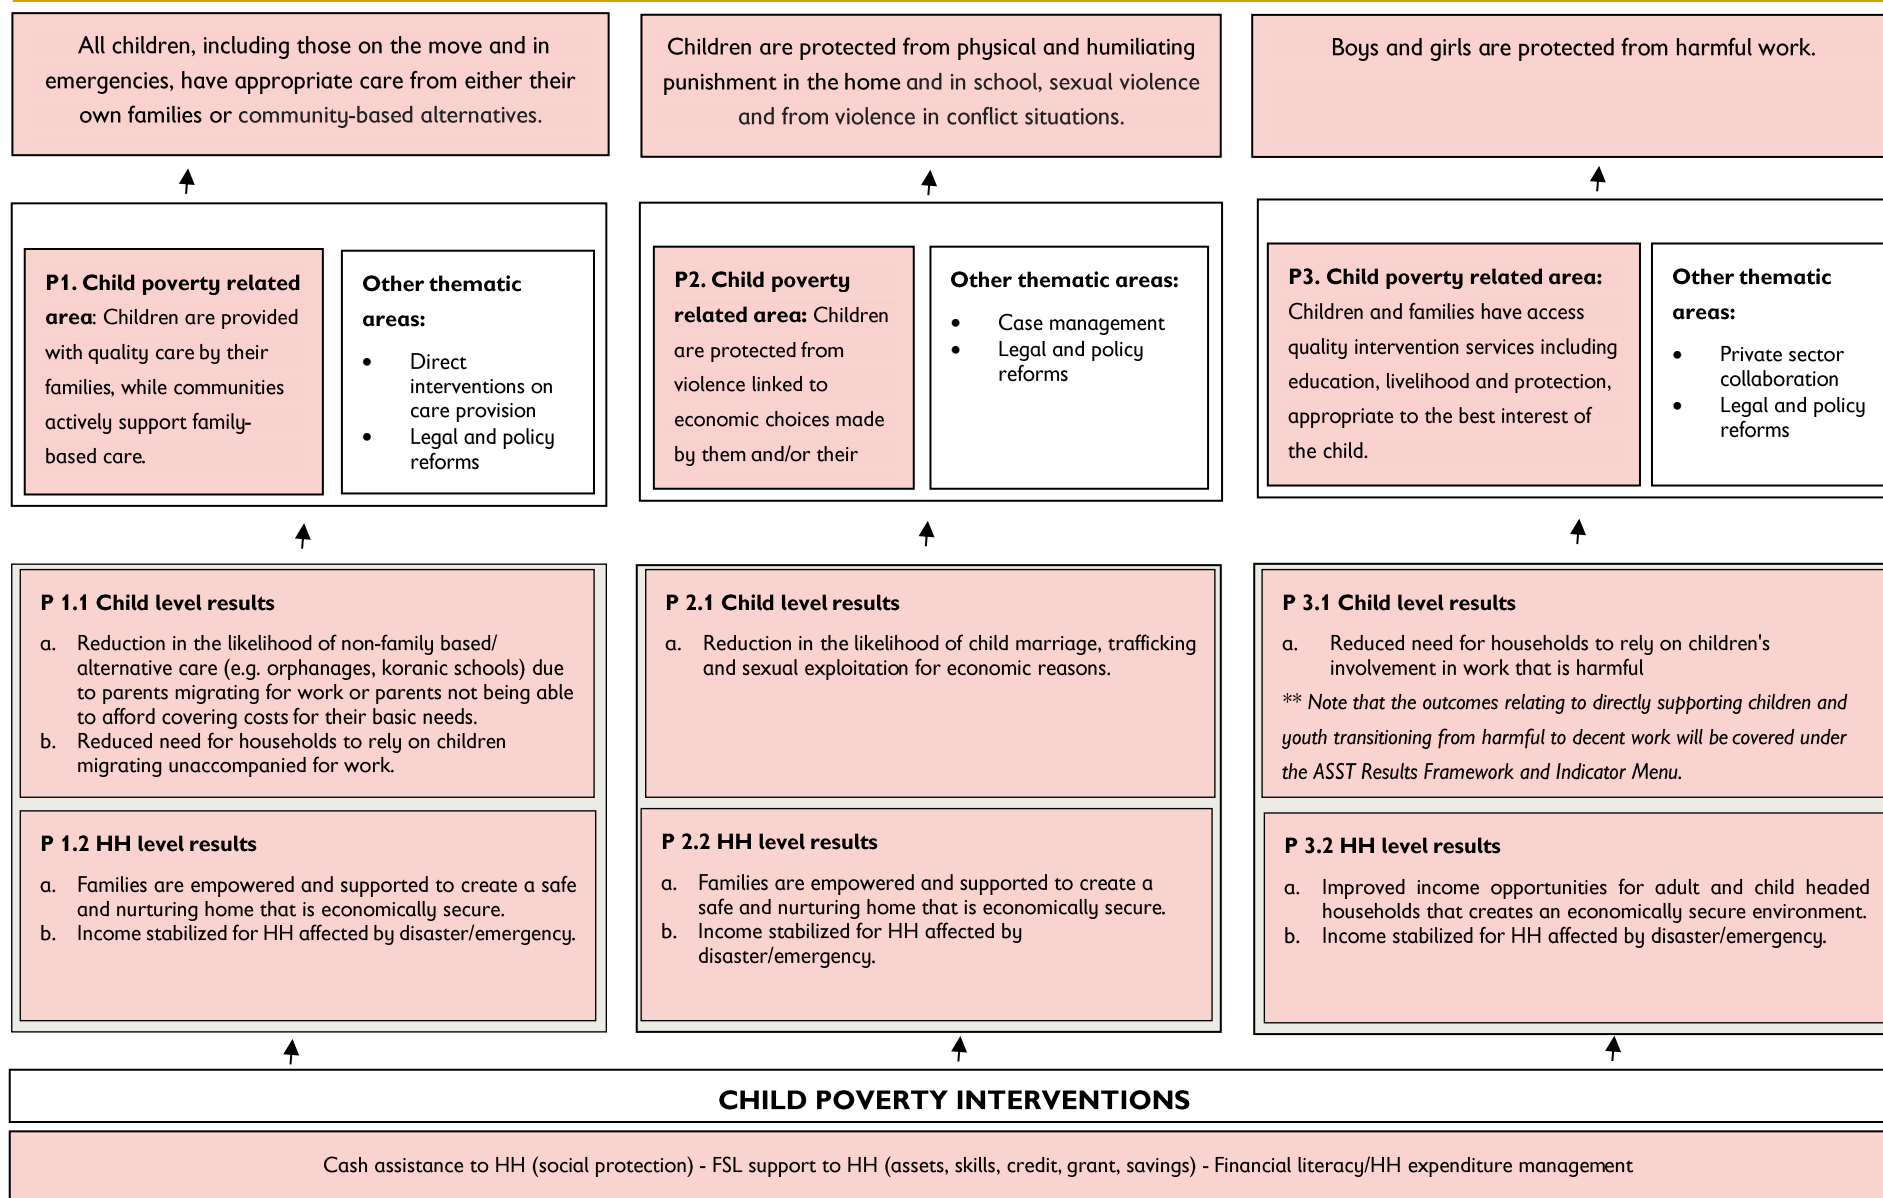 All children, including those on the move and in
emergencies, have appropriate care from either their
own families or community-based alternatives.
Children are protected from physical and humiliating
punishment in the home and in school, sexual violence
and from violence in conflict situations.
Boys and girls are protected from harmful work.
P1. Child poverty related
area: Children are provided
with quality care by their
families, while communities
actively support family-
based care.
Other thematic
areas:
• Direct
interventions on
care provision
• Legal and policy
reforms
P2. Child poverty
related area: Children
are protected from
violence linked to
economic choices made
by them and/or their
Other thematic areas:
• Case management
• Legal and policy
reforms
P3. Child poverty related area:
Children and families have access
quality intervention services including
education, livelihood and protection,
appropriate to the best interest of
the child.
Other thematic
areas:
• Private sector
collaboration
• Legal and policy
reforms
P 1.1 Child level results
a. Reduction in the likelihood of non-family based/
alternative care (e.g. orphanages, koranic schools) due
to parents migrating for work or parents not being able
to afford covering costs for their basic needs.
b. Reduced need for households to rely on children
migrating unaccompanied for work.
P 2.1 Child level results
a. Reduction in the likelihood of child marriage, trafficking
and sexual exploitation for economic reasons.
P 3.1 Child level results
a. Reduced need for households to rely on children's
involvement in work that is harmful
** Note that the outcomes relating to directly supporting children and
youth transitioning from harmful to decent work will be covered under
the ASST Results Framework and Indicator Menu.
P 1.2 HH level results
a. Families are empowered and supported to create a safe
and nurturing home that is economically secure.
b. Income stabilized for HH affected by disaster/emergency.
P 2.2 HH level results
a. Families are empowered and supported to create a
safe and nurturing home that is economically secure.
b. Income stabilized for HH affected by
disaster/emergency.
P 3.2 HH level results
a. Improved income opportunities for adult and child headed
households that creates an economically secure environment.
b. Income stabilized for HH affected by disaster/emergency.
CHILD POVERTY INTERVENTIONS
Cash assistance to HH (social protection) - FSL support to HH (assets, skills, credit, grant, savings) - Financial literacy/HH expenditure management